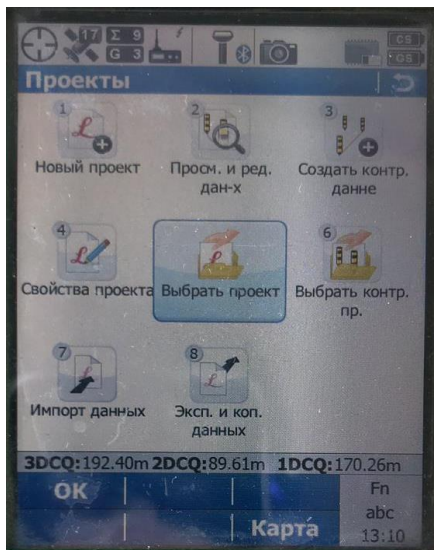 17 Σ 9 CS
G 3 GS
Проекты
1 2 3
Новый проект Просм. и ред. дан-х Создать контр. данне
4 6
Свойства проекта Выбрать проект Выбрать контр. пр.
7 8
Импорт данных Эксп. и коп. данных
3DCQ:192.40m 2DCQ:89.61m 1DCQ:170.26m
OK Fn
abc
Карта 13:10